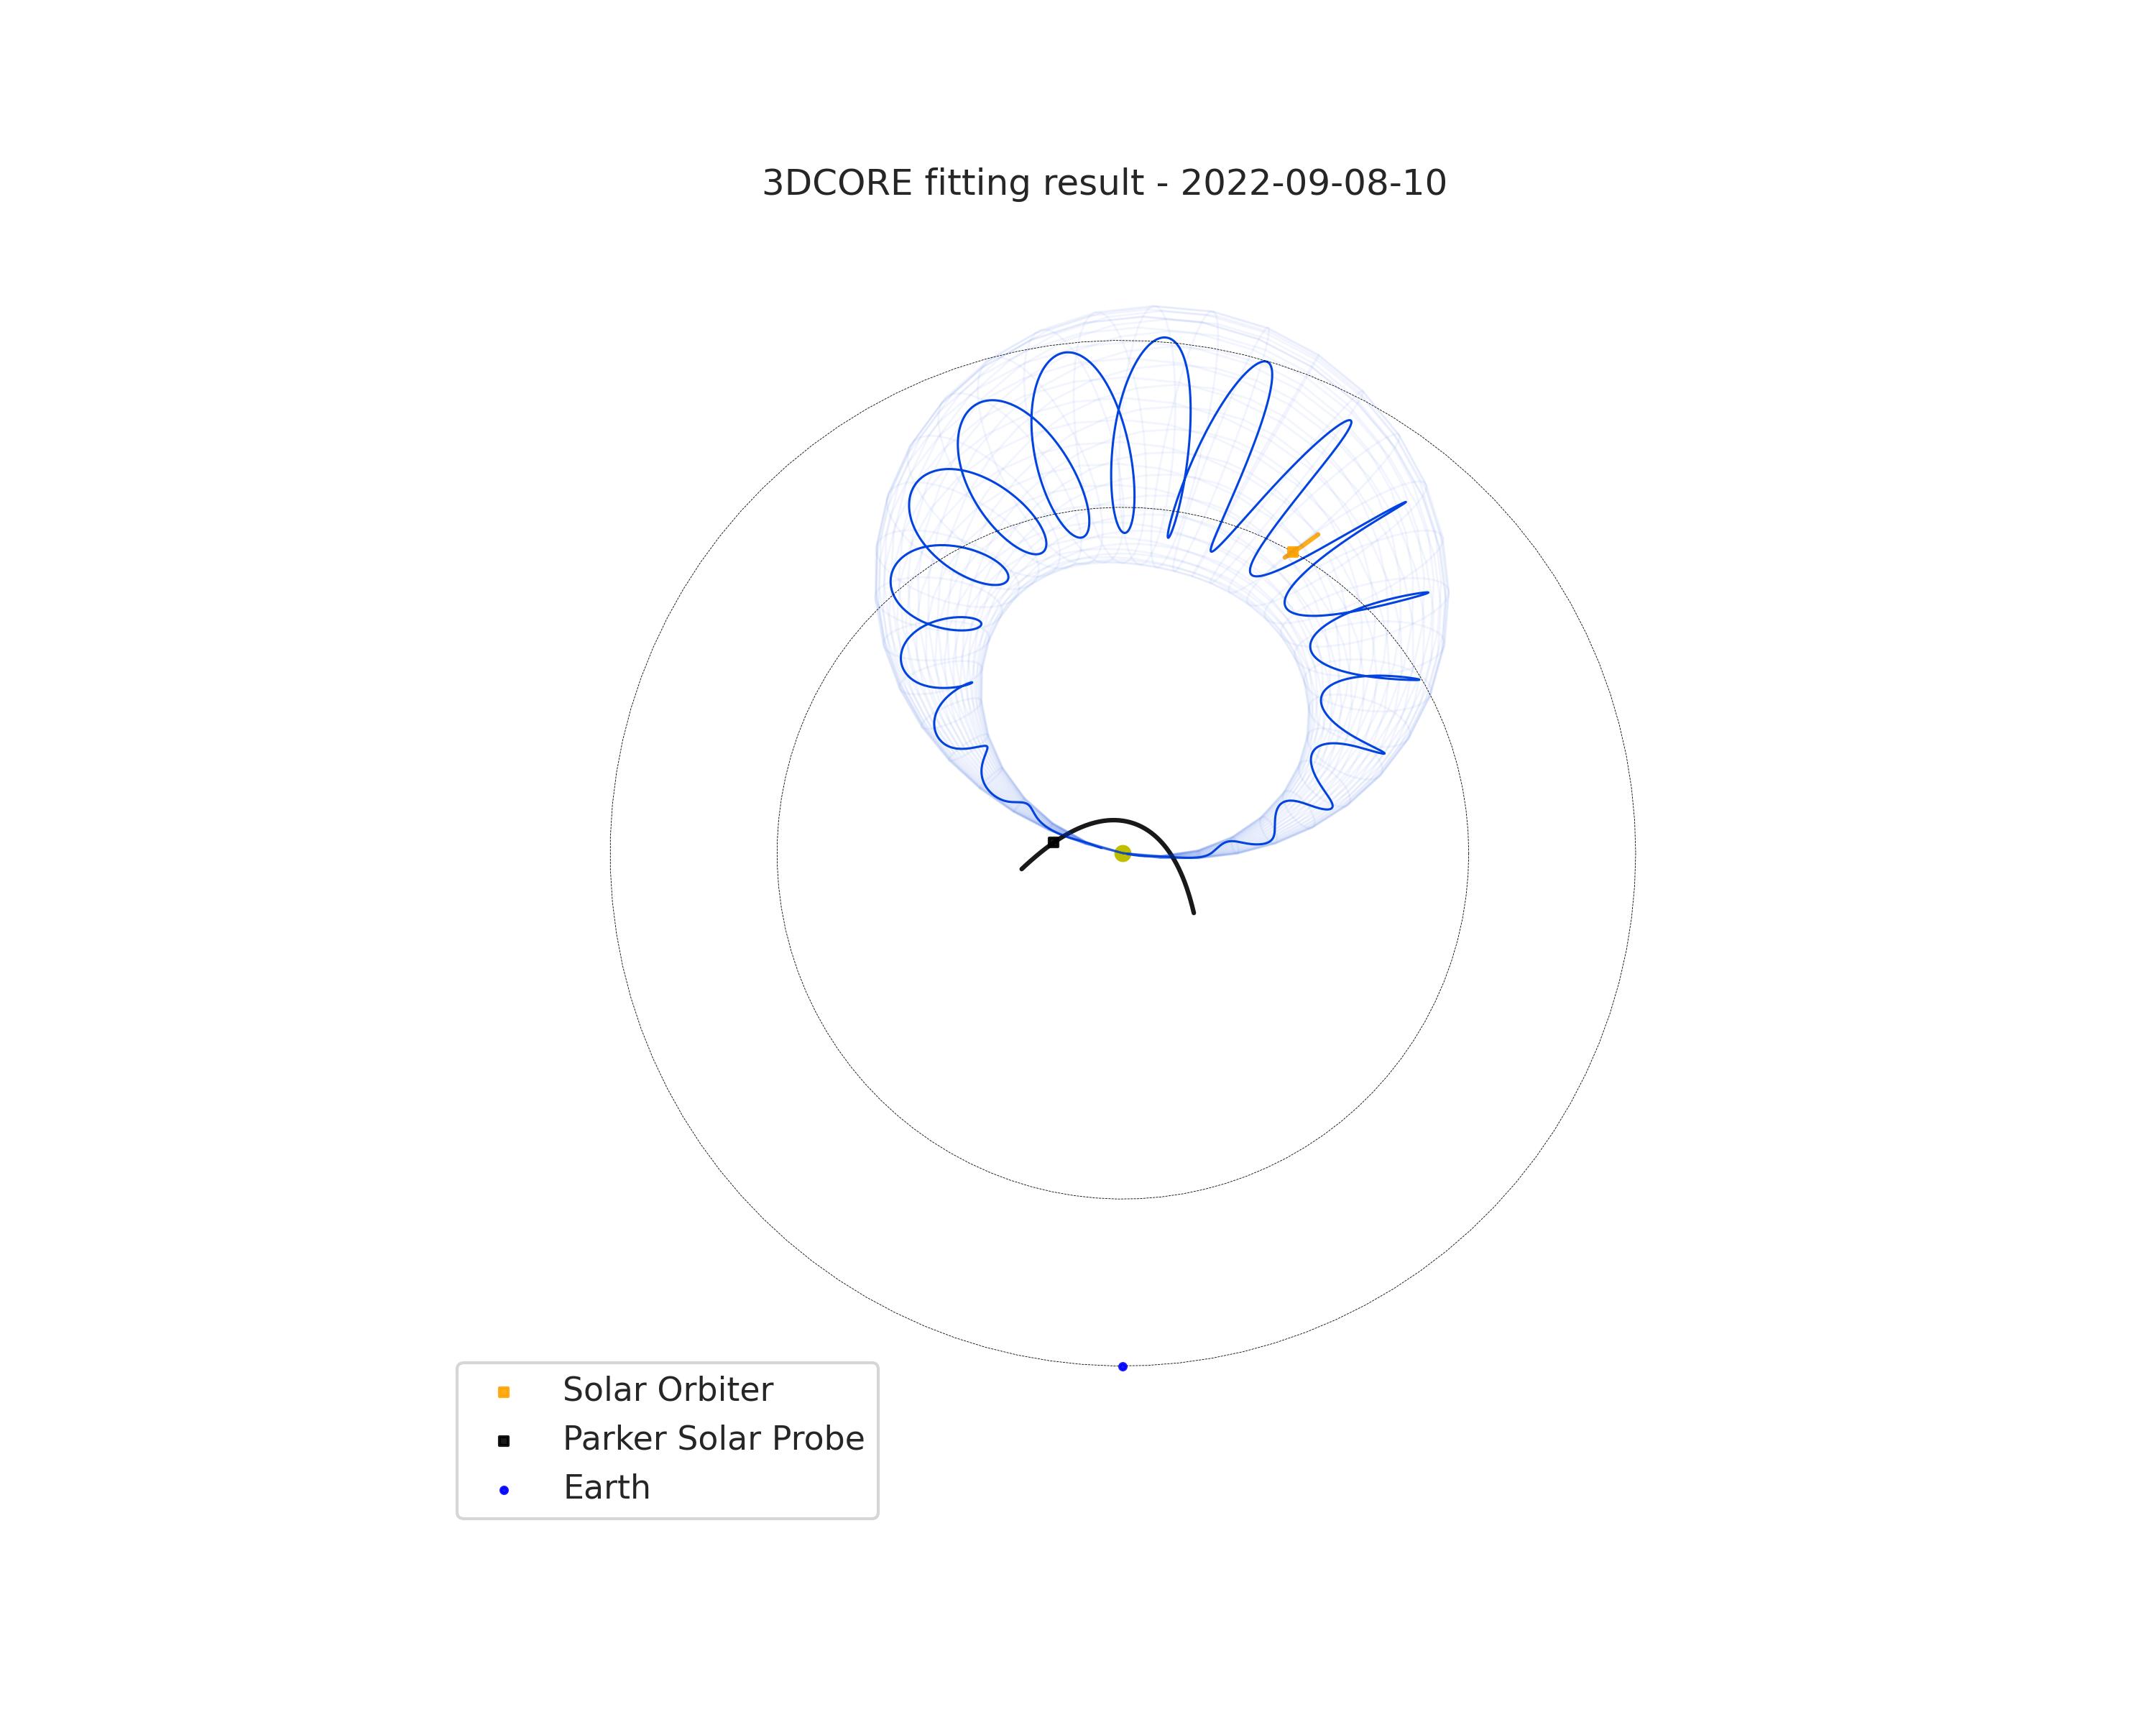 3DCORE fitting result - 2022-09-08-10
Solar Orbiter
Parker Solar Probe
Earth